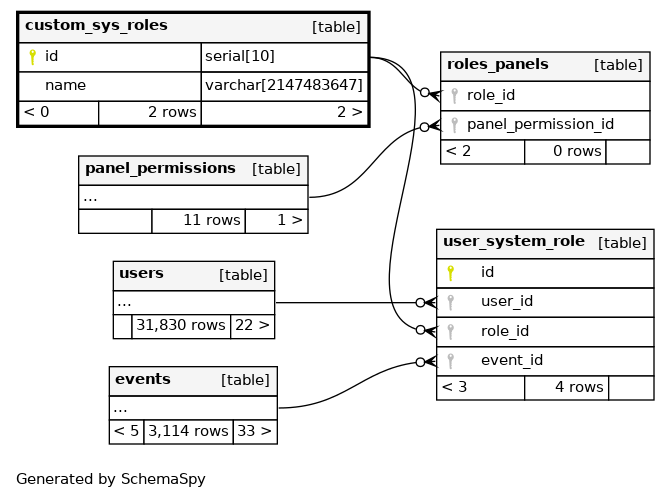 custom_sys_roles [table]
id serial[10]
name varchar[2147483647]
< 0 2 rows 2 >
roles_panels [table]
role_id
panel_permission_id
< 2 0 rows
panel_permissions [table]
...
11 rows 1 >
user_system_role [table]
id
user_id
role_id
event_id
< 3 4 rows
users [table]
...
31,830 rows 22 >
events [table]
...
< 5 3,114 rows 33 >
Generated by SchemaSpy